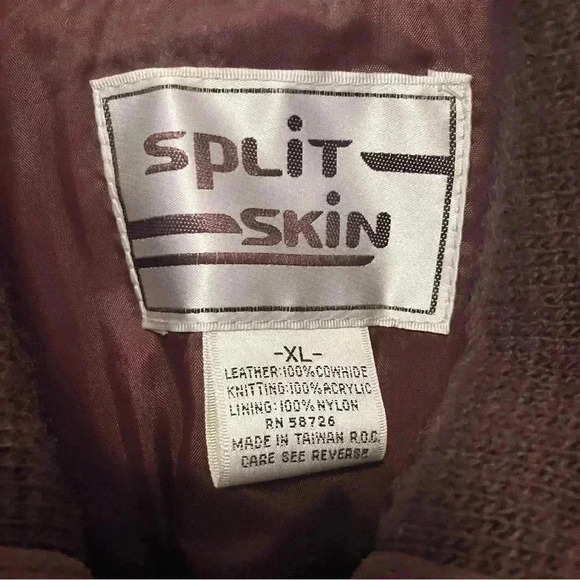 SPLiT
SKiN
-XL-
LEATHER:100%COWHIDE
KNITTING:100%ACRYLIC
LINING:100%NYLON
RN 58726
MADE IN TAIWAN R.O.C.
CARE SEE REVERSE